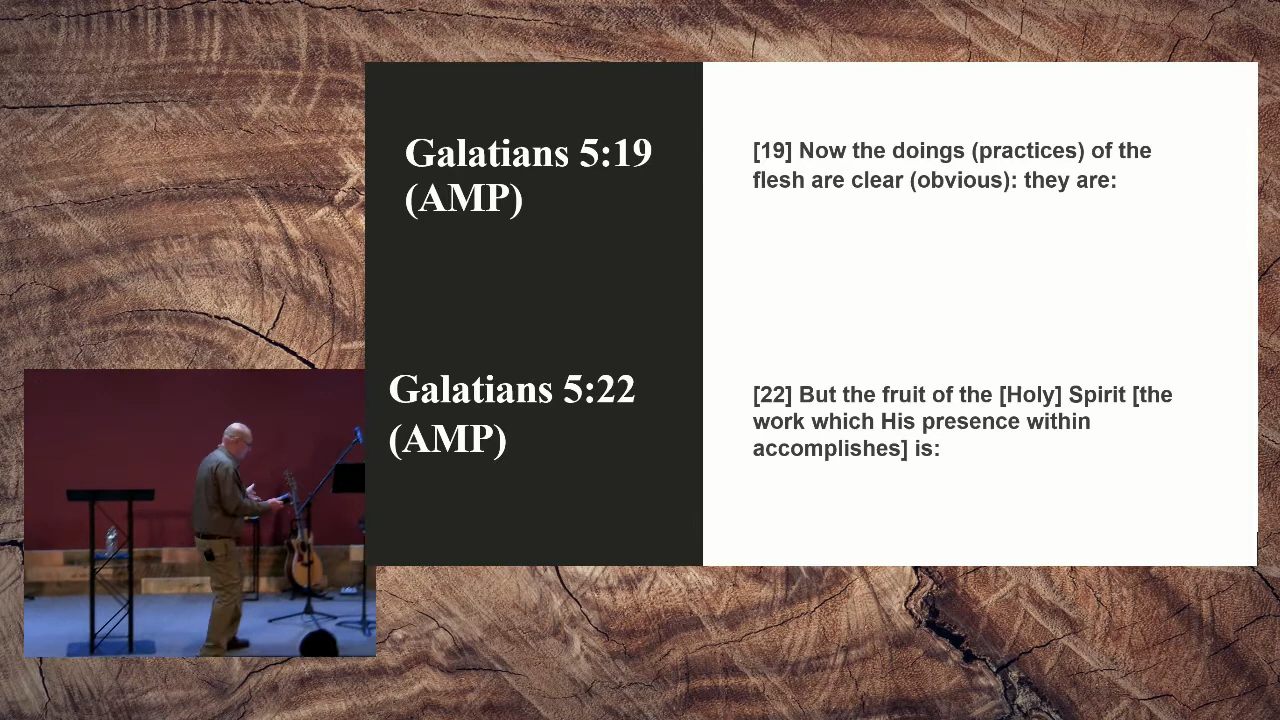 Galatians 5:19
(AMP)
[19] Now the doings (practices) of the
flesh are clear (obvious): they are:
Galatians 5:22
(AMP)
[22] But the fruit of the [Holy] Spirit [the
work which His presence within
accomplishes] is: